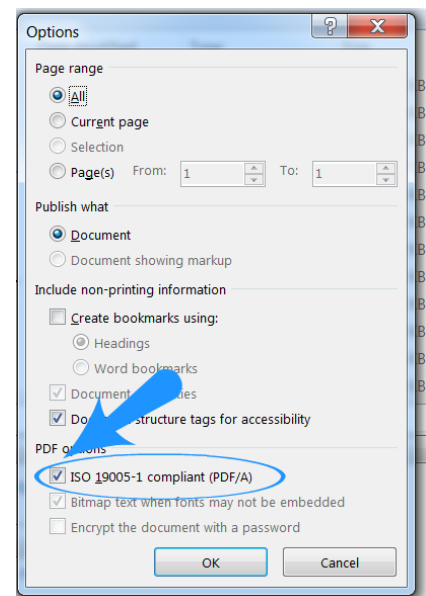 Options
Page range
All
Current page
Selection
Page(s) From: 1 To: 1
Publish what
Document
Document showing markup
Include non-printing information
Create bookmarks using:
Headings
Word bookmarks
Document
structure tags for accessibility
PDF options
ISO 19005-1 compliant (PDF/A)
Bitmap text when fonts may not be embedded
Encrypt the document with a password
OK Cancel